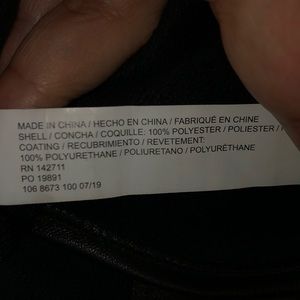 MADE IN CHINA / HECHO EN CHINA / FABRIQUÉ EN CHINE
SHELL / CONCHA / COQUILLE: 100% POLYESTER / POLIESTER /
COATING / RECUBRIMIENTO / REVETEMENT:
100% POLYURETHANE / POLIURETANO / POLYURÉTHANE
RN 142711
PO 19891
106 8673 100 07/19